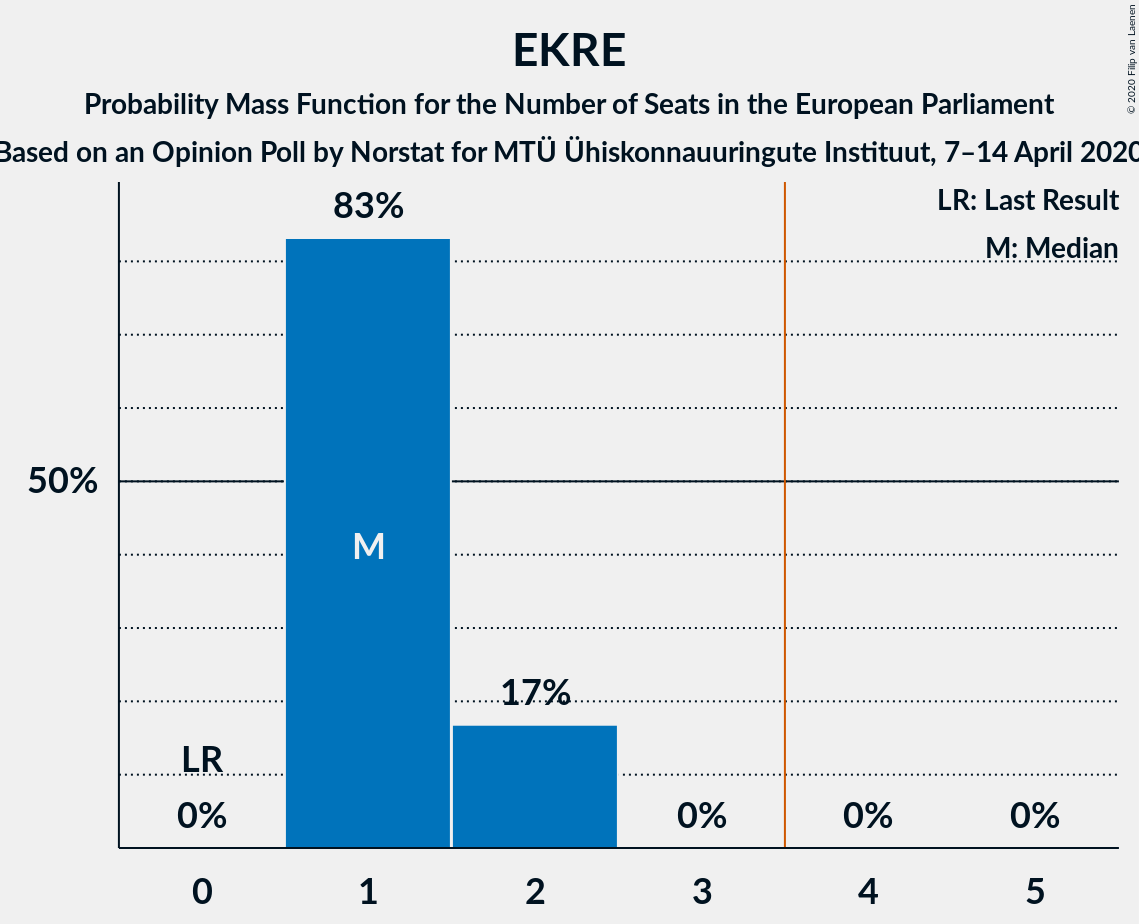 EKRE
Probability Mass Function for the Number of Seats in the European Parliament
Based on an Opinion Poll by Norstat for MTÜ Ühiskonnauuringute Instituut, 7–14 April 2020
© 2020 Filip van Laenen
LR: Last Result
M: Median
83%
50%
M
17%
LR
0%
0%
0%
0%
0
1
2
3
4
5